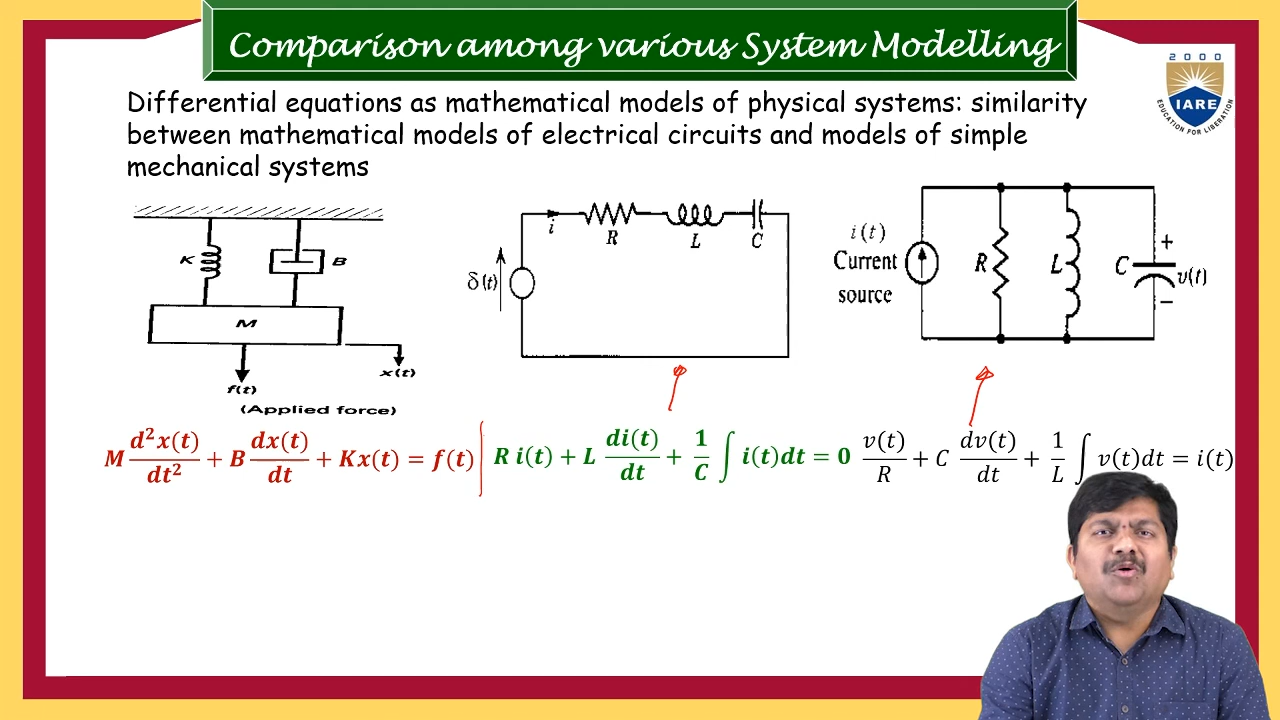 Comparison among various System Modelling
2000
IARE
EDUCATION FOR LIBERATION
Differential equations as mathematical models of physical systems: similarity
between mathematical models of electrical circuits and models of simple
mechanical systems
K
B
M
x(t)
f(t)
(Applied force)
i
R
L
C
δ(t)
i(t)
Current
source
R
L
C
+
v(t)
−
M d²x(t)/dt² + B dx(t)/dt + Kx(t) = f(t)
R i(t) + L di(t)/dt + 1/C ∫ i(t)dt = 0
v(t)/R + C dv(t)/dt + 1/L ∫ v(t)dt = i(t)